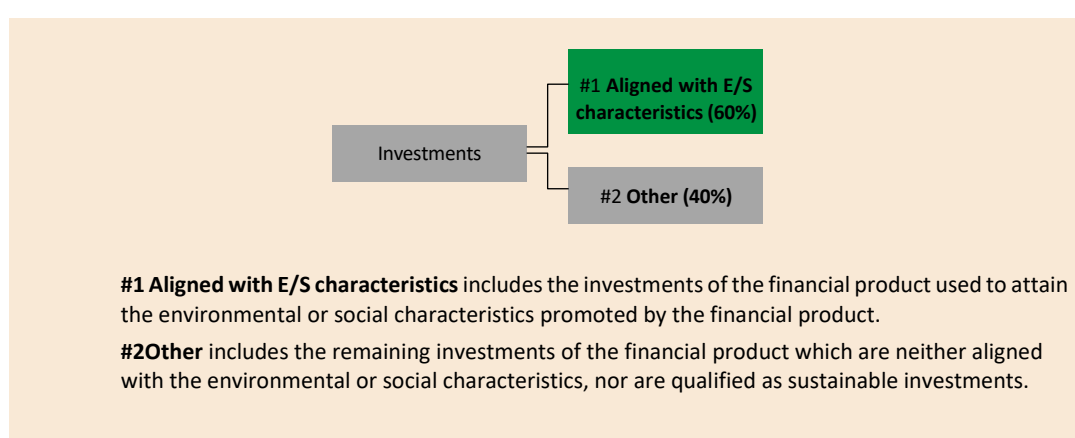 #1 Aligned with E/S
characteristics (60%)
Investments
#2 Other (40%)
#1 Aligned with E/S characteristics includes the investments of the financial product used to attain
the environmental or social characteristics promoted by the financial product.
#2Other includes the remaining investments of the financial product which are neither aligned
with the environmental or social characteristics, nor are qualified as sustainable investments.